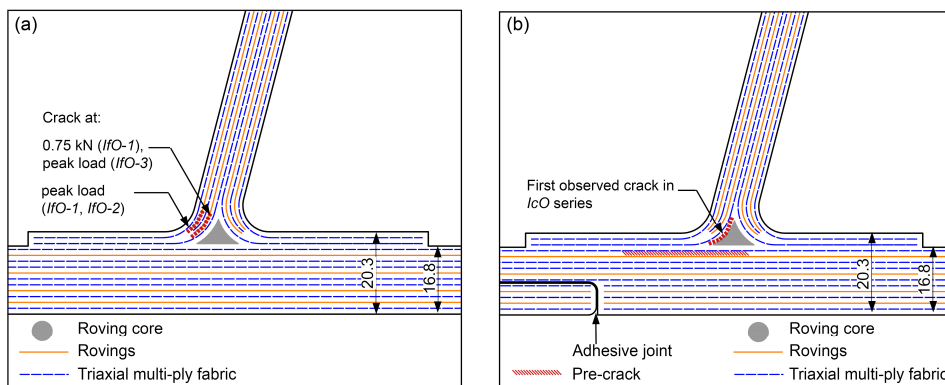 (a)
Crack at:
0.75 kN (IfO-1),
peak load (IfO-3)
peak load
(IfO-1, IfO-2)
20.3
16.8
Roving core
Rovings
Triaxial multi-ply fabric
(b)
First observed crack in
IcO series
20.3
16.8
Adhesive joint
Pre-crack
Roving core
Rovings
Triaxial multi-ply fabric